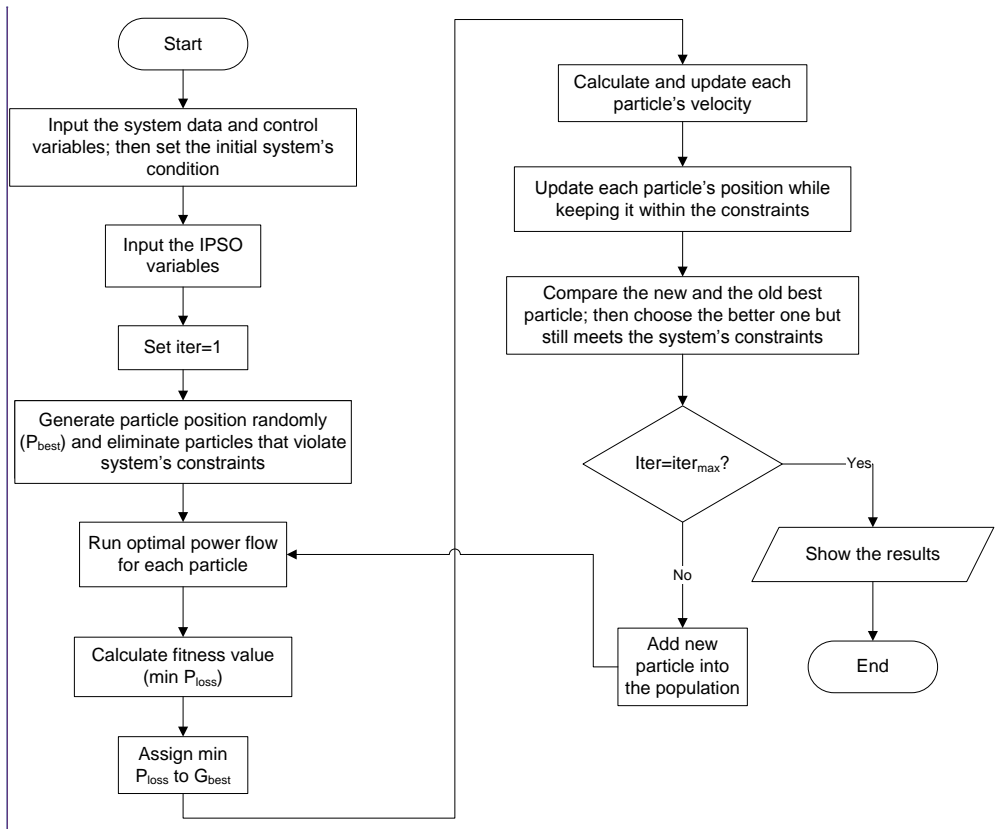 Start
Input the system data and control
variables; then set the initial system’s
condition
Input the IPSO
variables
Set iter=1
Generate particle position randomly
(Pbest) and eliminate particles that violate
system’s constraints
Run optimal power flow
for each particle
Calculate fitness value
(min Ploss)
Assign min
Ploss to Gbest
Calculate and update each
particle’s velocity
Update each particle’s position while
keeping it within the constraints
Compare the new and the old best
particle; then choose the better one but
still meets the system’s constraints
Iter=itermax?
Yes
No
Show the results
Add new
particle into
the population
End